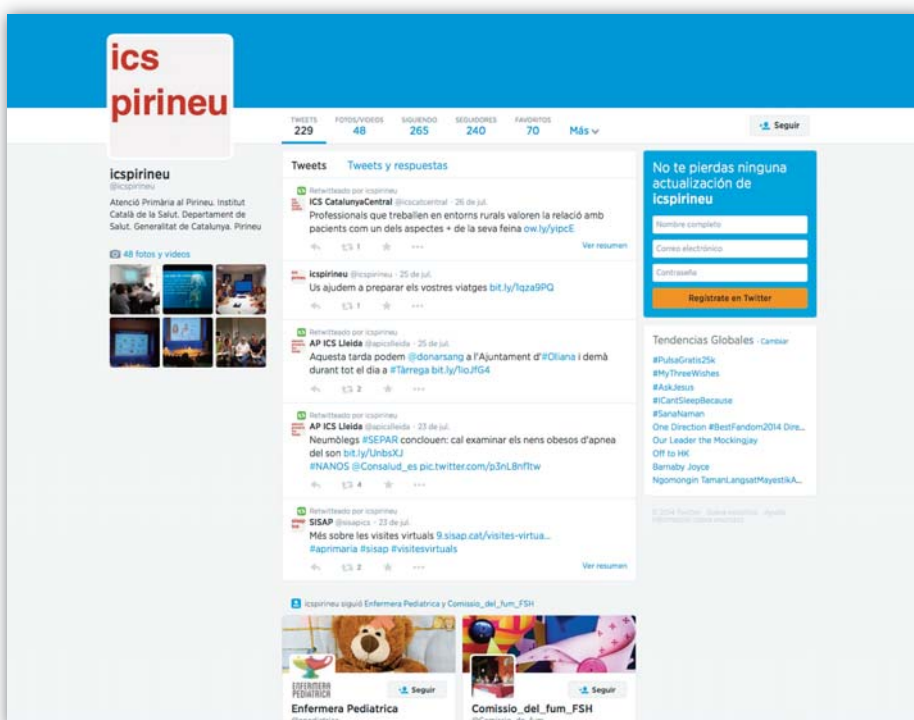 ics
pirineu
TWEETS FOTOS/VIDEOS SIGUIENDO SEGUIDORES FAVORITOS
229 48 265 240 70 Más
Seguir
icspirineu
@icspirineu
Atenció Primària al Pirineu. Institut
Català de la Salut. Departament de
Salut. Generalitat de Catalunya. Pirineu
48 fotos y videos
Tweets Tweets y respuestas
Retwitteado por icspirineu
ICS CatalunyaCentral @icscatcentral · 26 de jul.
Professionals que treballen en entorns rurals valoren la relació amb
pacients com un dels aspectes + de la seva feina ow.ly/yipcE
1 Ver resumen
icspirineu @icspirineu · 25 de jul.
Us ajudem a preparar els vostres viatges bit.ly/1qza9PQ
1
Retwitteado por icspirineu
AP ICS Lleida @apicslleida · 25 de jul.
Aquesta tarda podem @donarsang a l'Ajuntament d'#Oliana i demà
durant tot el dia a #Tàrrega bit.ly/1ioJfG4
2
Retwitteado por icspirineu
AP ICS Lleida @apicslleida · 23 de jul.
Neumòlegs #SEPAR conclouen: cal examinar els nens obesos d'apnea
del son bit.ly/UnbsXJ
#NANOS @Consalud_es pic.twitter.com/p3nL8nf1tw
4
Retwitteado por icspirineu
SISAP @sisapics · 23 de jul.
Més sobre les visites virtuals 9.sisap.cat/visites-virtua...
#aprimaria #sisap #visitesvirtuals
2 Ver resumen
icspirineu siguió Enfermera Pediatrica y Comissio_del_fum_FSH
ENFERMERA
PEDIATRICA
Seguir
Enfermera Pediatrica
Seguir
Comissio_del_fum_FSH
No te pierdas ninguna
actualización de
icspirineu
Nombre completo
Correo electrónico
Contraseña
Regístrate en Twitter
Tendencias Globales · Cambiar
#PulsaGratis25k
#MyThreeWishes
#AskJesus
#ICantSleepBecause
#SanaNaman
One Direction #BestFandom2014 Dire...
Our Leader the Mockingjay
Off to HK
Barnaby Joyce
Ngomongin TamanLangsatMayestikA...
© 2014 Twitter